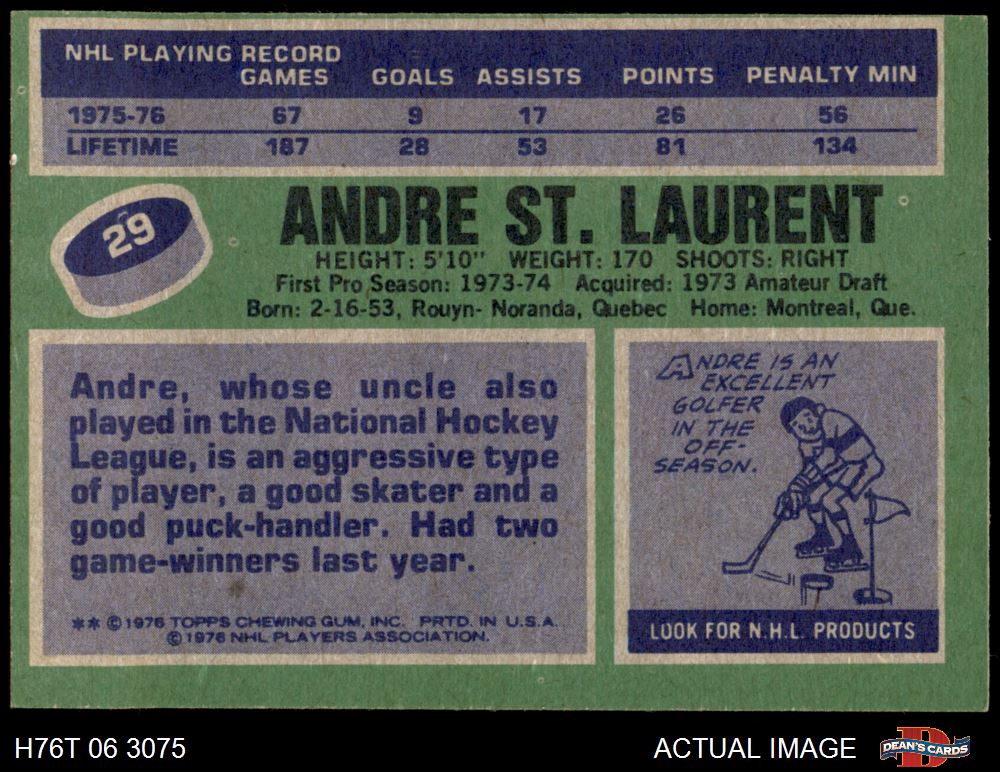 NHL PLAYING RECORD
GAMES GOALS ASSISTS POINTS PENALTY MIN
1975-76 67 9 17 26 56
LIFETIME 187 28 53 81 134
29
ANDRE ST. LAURENT
HEIGHT: 5'10" WEIGHT: 170 SHOOTS: RIGHT
First Pro Season: 1973-74 Acquired: 1973 Amateur Draft
Born: 2-16-53, Rouyn- Noranda, Quebec Home: Montreal, Que.
Andre, whose uncle also
played in the National Hockey
League, is an aggressive type
of player, a good skater and a
good puck-handler. Had two
game-winners last year.
** ©1976 TOPPS CHEWING GUM, INC. PRTD. IN U.S.A.
©1976 NHL PLAYERS ASSOCIATION.
ANDRE IS AN
EXCELLENT
GOLFER
IN THE
OFF-
SEASON.
LOOK FOR N.H.L. PRODUCTS
H76T 06 3075
ACTUAL IMAGE
DEAN'S CARDS